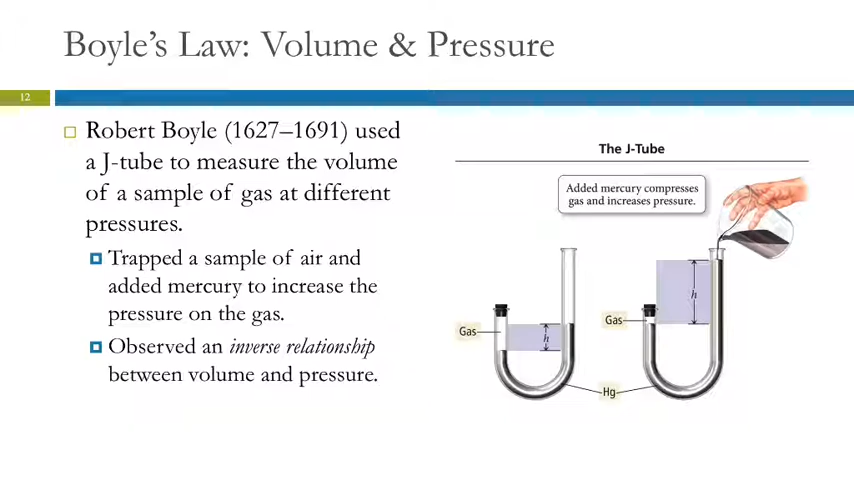 Boyle's Law: Volume & Pressure
12
Robert Boyle (1627–1691) used
a J-tube to measure the volume
of a sample of gas at different
pressures.
Trapped a sample of air and
added mercury to increase the
pressure on the gas.
Observed an inverse relationship
between volume and pressure.
The J-Tube
Added mercury compresses
gas and increases pressure.
Gas
h
Gas
h
Hg